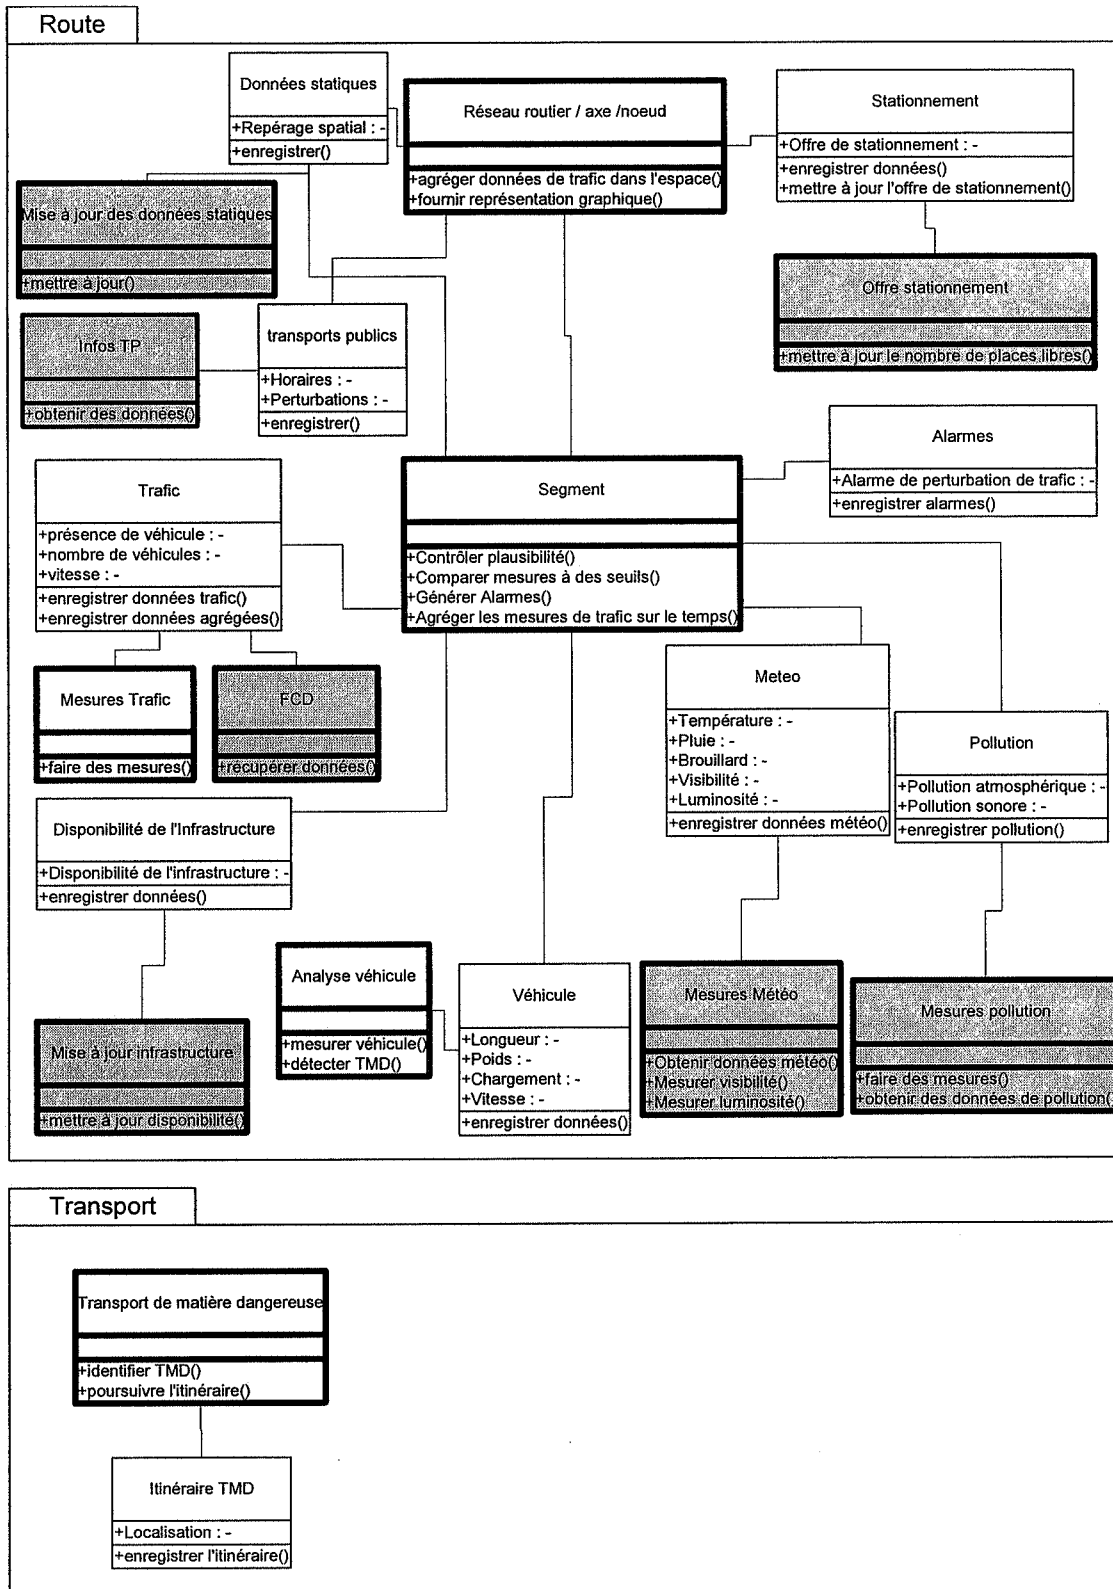 Route
Données statiques
+Repérage spatial : -
+enregistrer()
Réseau routier / axe /noeud
+agréger données de trafic dans l'espace()
+fournir représentation graphique()
Stationnement
+Offre de stationnement : -
+enregistrer données()
+mettre à jour l'offre de stationnement()
Mise à jour des données statiques
+mettre à jour()
Offre stationnement
+mettre à jour le nombre de places libres()
Infos TP
+obtenir des données()
transports publics
+Horaires : -
+Perturbations : -
+enregistrer()
Alarmes
+Alarme de perturbation de trafic : -
+enregistrer alarmes()
Trafic
+présence de véhicule : -
+nombre de véhicules : -
+vitesse : -
+enregistrer données trafic()
+enregistrer données agrégées()
Segment
+Contrôler plausibilité()
+Comparer mesures à des seuils()
+Générer Alarmes()
+Agréger les mesures de trafic sur le temps()
Mesures Trafic
+faire des mesures()
FCD
+récupérer données()
Meteo
+Température : -
+Pluie : -
+Brouillard : -
+Visibilité : -
+Luminosité : -
+enregistrer données météo()
Pollution
+Pollution atmosphérique : -
+Pollution sonore : -
+enregistrer pollution()
Disponibilité de l'Infrastructure
+Disponibilité de l'infrastructure : -
+enregistrer données()
Analyse véhicule
+mesurer véhicule()
+détecter TMD()
Véhicule
+Longueur : -
+Poids : -
+Chargement : -
+Vitesse : -
+enregistrer données()
Mesures Météo
+Obtenir données météo()
+Mesurer visibilité()
+Mesurer luminosité()
Mesures pollution
+faire des mesures()
+obtenir des données de pollution()
Mise à jour infrastructure
+mettre à jour disponibilité()
Transport
Transport de matière dangereuse
+identifier TMD()
+poursuivre l'itinéraire()
Itinéraire TMD
+Localisation : -
+enregistrer l'itinéraire()